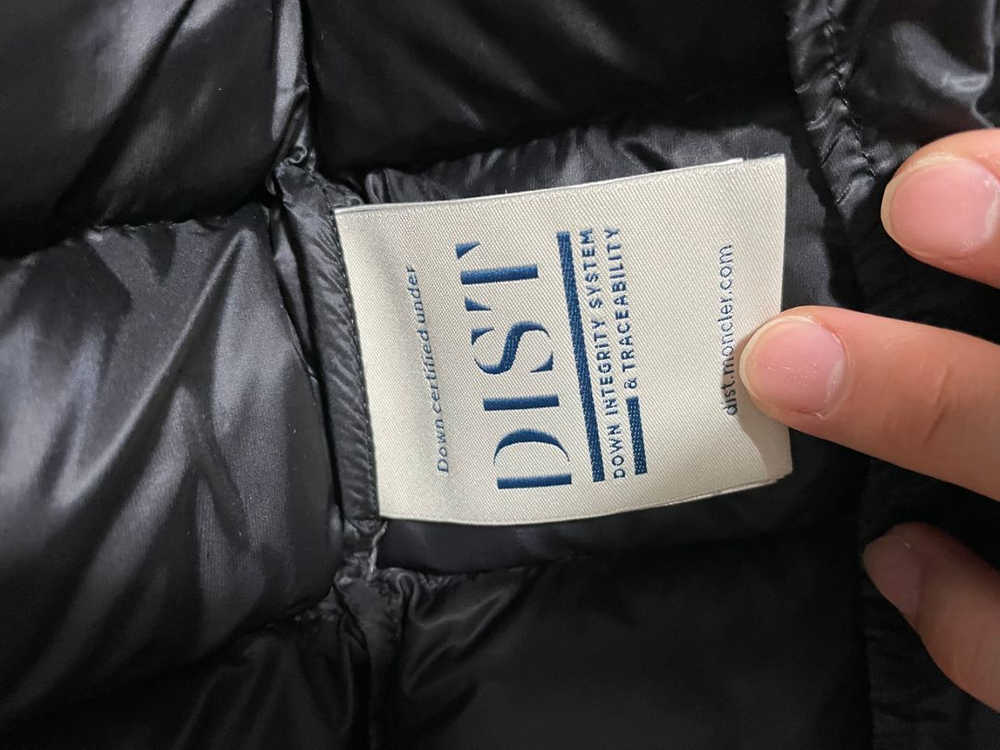 Down certified under
DIST
DOWN INTEGRITY SYSTEM
& TRACEABILITY
dist.moncler.com